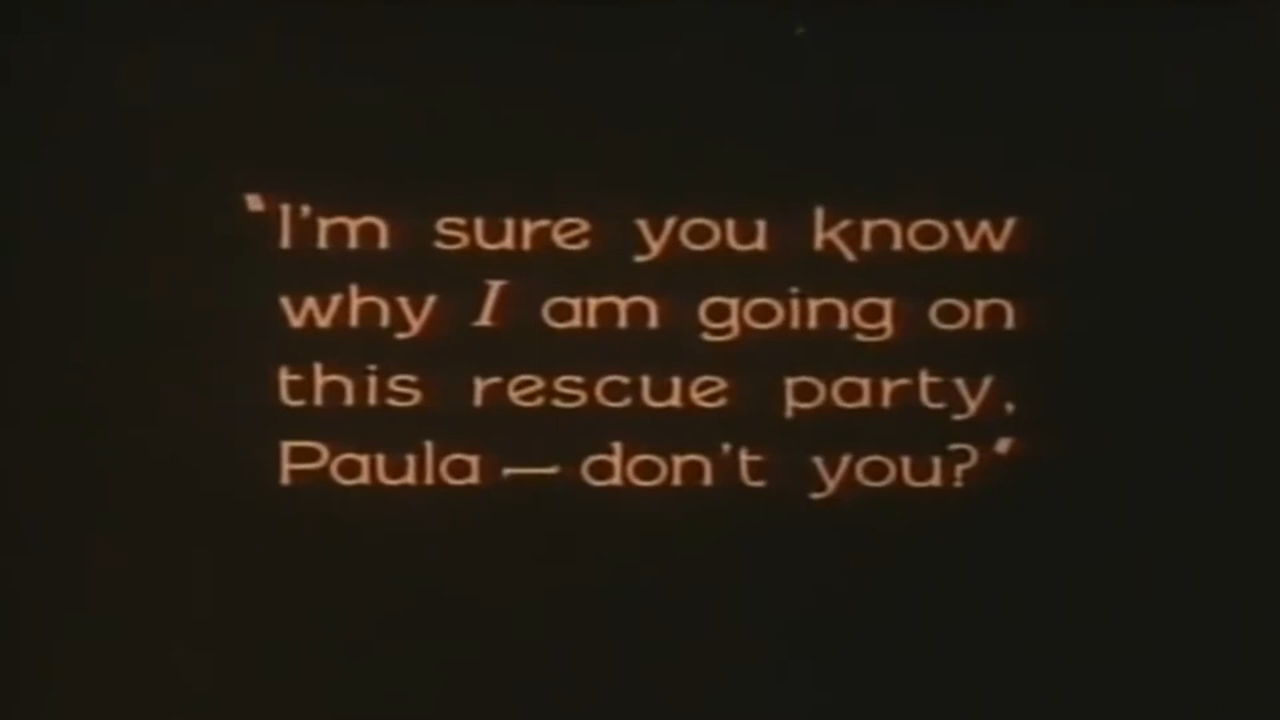 "I'm sure you know
why I am going on
this rescue party,
Paula — don't you?"